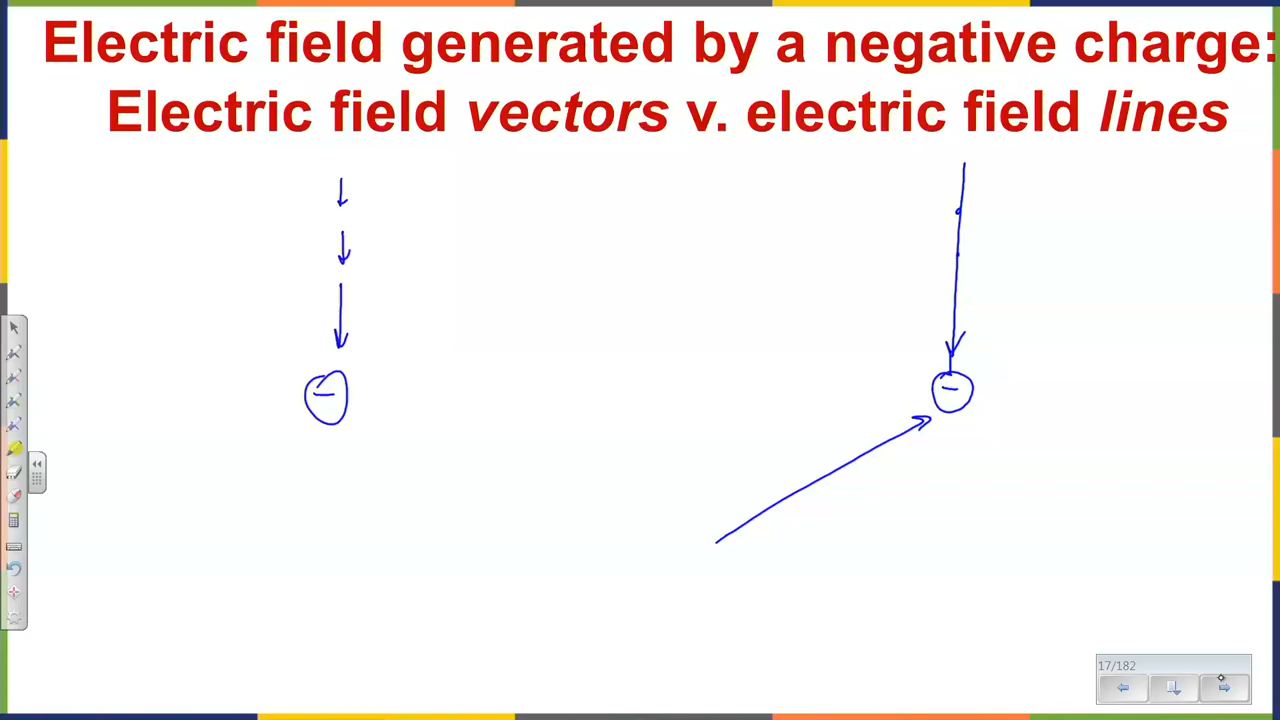 Electric field generated by a negative charge:
Electric field vectors v. electric field lines
−
−
17/182